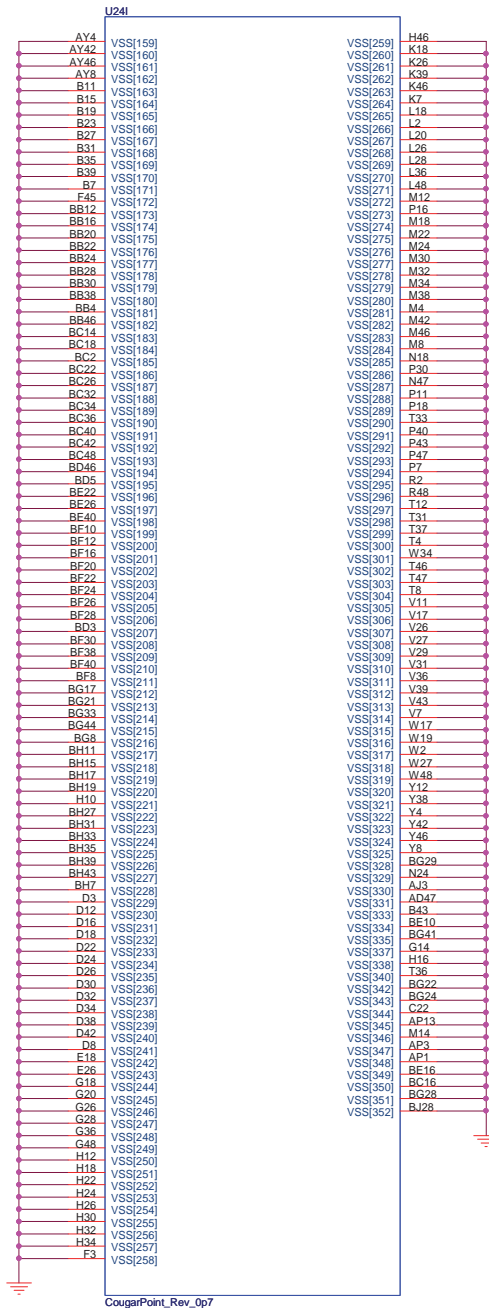 U24I
AY4 VSS[159] VSS[259] H46
AY42 VSS[160] VSS[260] K18
AY46 VSS[161] VSS[261] K26
AY8 VSS[162] VSS[262] K39
B11 VSS[163] VSS[263] K46
B15 VSS[164] VSS[264] K7
B19 VSS[165] VSS[265] L18
B23 VSS[166] VSS[266] L2
B27 VSS[167] VSS[267] L20
B31 VSS[168] VSS[268] L26
B35 VSS[169] VSS[269] L28
B39 VSS[170] VSS[270] L36
B7 VSS[171] VSS[271] L48
F45 VSS[172] VSS[272] M12
BB12 VSS[173] VSS[273] P16
BB16 VSS[174] VSS[274] M18
BB20 VSS[175] VSS[275] M22
BB22 VSS[176] VSS[276] M24
BB24 VSS[177] VSS[277] M30
BB28 VSS[178] VSS[278] M32
BB30 VSS[179] VSS[279] M34
BB38 VSS[180] VSS[280] M38
BB4 VSS[181] VSS[281] M4
BB46 VSS[182] VSS[282] M42
BC14 VSS[183] VSS[283] M46
BC18 VSS[184] VSS[284] M8
BC2 VSS[185] VSS[285] N18
BC22 VSS[186] VSS[286] P30
BC26 VSS[187] VSS[287] N47
BC32 VSS[188] VSS[288] P11
BC34 VSS[189] VSS[289] P18
BC36 VSS[190] VSS[290] T33
BC40 VSS[191] VSS[291] P40
BC42 VSS[192] VSS[292] P43
BC48 VSS[193] VSS[293] P47
BD46 VSS[194] VSS[294] P7
BD5 VSS[195] VSS[295] R2
BE22 VSS[196] VSS[296] R48
BE26 VSS[197] VSS[297] T12
BE40 VSS[198] VSS[298] T31
BF10 VSS[199] VSS[299] T37
BF12 VSS[200] VSS[300] T4
BF16 VSS[201] VSS[301] W34
BF20 VSS[202] VSS[302] T46
BF22 VSS[203] VSS[303] T47
BF24 VSS[204] VSS[304] T8
BF26 VSS[205] VSS[305] V11
BF28 VSS[206] VSS[306] V17
BD3 VSS[207] VSS[307] V26
BF30 VSS[208] VSS[308] V27
BF38 VSS[209] VSS[309] V29
BF40 VSS[210] VSS[310] V31
BF8 VSS[211] VSS[311] V36
BG17 VSS[212] VSS[312] V39
BG21 VSS[213] VSS[313] V43
BG33 VSS[214] VSS[314] V7
BG44 VSS[215] VSS[315] W17
BG8 VSS[216] VSS[316] W19
BH11 VSS[217] VSS[317] W2
BH15 VSS[218] VSS[318] W27
BH17 VSS[219] VSS[319] W48
BH19 VSS[220] VSS[320] Y12
H10 VSS[221] VSS[321] Y38
BH27 VSS[222] VSS[322] Y4
BH31 VSS[223] VSS[323] Y42
BH33 VSS[224] VSS[324] Y46
BH35 VSS[225] VSS[325] Y8
BH39 VSS[226] VSS[328] BG29
BH43 VSS[227] VSS[329] N24
BH7 VSS[228] VSS[330] AJ3
D3 VSS[229] VSS[331] AD47
D12 VSS[230] VSS[333] B43
D16 VSS[231] VSS[334] BE10
D18 VSS[232] VSS[335] BG41
D22 VSS[233] VSS[337] G14
D24 VSS[234] VSS[338] H16
D26 VSS[235] VSS[340] T36
D30 VSS[236] VSS[342] BG22
D32 VSS[237] VSS[343] BG24
D34 VSS[238] VSS[344] C22
D38 VSS[239] VSS[345] AP13
D42 VSS[240] VSS[346] M14
D8 VSS[241] VSS[347] AP3
E18 VSS[242] VSS[348] AP1
E26 VSS[243] VSS[349] BE16
G18 VSS[244] VSS[350] BC16
G20 VSS[245] VSS[351] BG28
G26 VSS[246] VSS[352] BJ28
G28 VSS[247]
G36 VSS[248]
G48 VSS[249]
H12 VSS[250]
H18 VSS[251]
H22 VSS[252]
H24 VSS[253]
H26 VSS[254]
H30 VSS[255]
H32 VSS[256]
H34 VSS[257]
F3 VSS[258]
CougarPoint_Rev_0p7